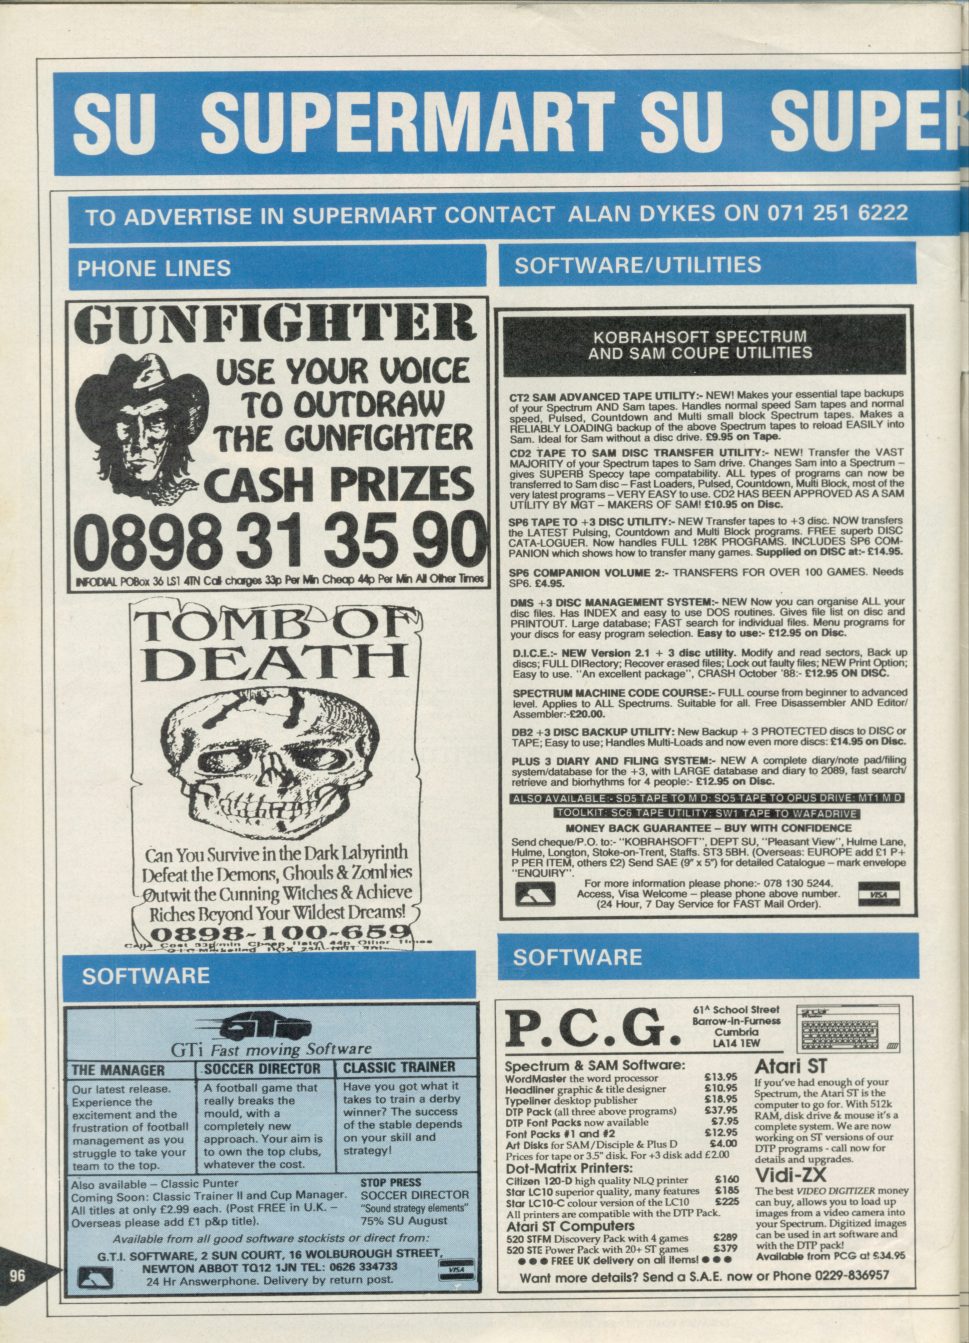 SU SUPERMART SU SUPER
TO ADVERTISE IN SUPERMART CONTACT ALAN DYKES ON 071 251 6222
PHONE LINES
GUNFIGHTER
USE YOUR VOICE
TO OUTDRAW
THE GUNFIGHTER
CASH PRIZES
0898 31 35 90
INFODIAL POBox 36 LS1 4TN Call charges 33p Per Min Cheap 44p Per Min All Other Times
TOMB OF
DEATH
Can You Survive in the Dark Labyrinth
Defeat the Demons, Ghouls & Zombies
Outwit the Cunning Witches & Achieve
Riches Beyond Your Wildest Dreams!
0898-100-659
Calls Cost 33p/min Cheap Rate, 44p Other Times
SOFTWARE
GTi
GTi Fast moving Software
THE MANAGER
Our latest release.
Experience the
excitement and the
frustration of football
management as you
struggle to take your
team to the top.
SOCCER DIRECTOR
A football game that
really breaks the
mould, with a
completely new
approach. Your aim is
to own the top clubs,
whatever the cost.
CLASSIC TRAINER
Have you got what it
takes to train a derby
winner? The success
of the stable depends
on your skill and
strategy!
Also available – Classic Punter
Coming Soon: Classic Trainer II and Cup Manager.
All titles at only £2.99 each. (Post FREE in U.K. –
Overseas please add £1 p&p title).
STOP PRESS
SOCCER DIRECTOR
"Sound strategy elements"
75% SU August
Available from all good software stockists or direct from:
G.T.I. SOFTWARE, 2 SUN COURT, 16 WOLBUROUGH STREET,
NEWTON ABBOT TQ12 1JN TEL: 0626 334733
24 Hr Answerphone. Delivery by return post.
VISA
SOFTWARE/UTILITIES
KOBRAHSOFT SPECTRUM
AND SAM COUPE UTILITIES
CT2 SAM ADVANCED TAPE UTILITY:- NEW! Makes your essential tape backups
of your Spectrum AND Sam tapes. Handles normal speed Sam tapes and normal
speed, Pulsed, Countdown and Multi small block Spectrum tapes. Makes a
RELIABLY LOADING backup of the above Spectrum tapes to reload EASILY into
Sam. Ideal for Sam without a disc drive. £9.95 on Tape.
CD2 TAPE TO SAM DISC TRANSFER UTILITY:- NEW! Transfer the VAST
MAJORITY of your Spectrum tapes to Sam drive. Changes Sam into a Spectrum –
gives SUPERB Speccy tape compatability. ALL types of programs can now be
transferred to Sam disc – Fast Loaders, Pulsed, Countdown, Multi Block, most of the
very latest programs – VERY EASY to use. CD2 HAS BEEN APPROVED AS A SAM
UTILITY BY MGT – MAKERS OF SAM! £10.95 on Disc.
SP6 TAPE TO +3 DISC UTILITY:- NEW Transfer tapes to +3 disc. NOW transfers
the LATEST Pulsing, Countdown and Multi Block programs. FREE superb DISC
CATA-LOGUER. Now handles FULL 128K PROGRAMS. INCLUDES SP6 COM-
PANION which shows how to transfer many games. Supplied on DISC at:- £14.95.
SP6 COMPANION VOLUME 2:- TRANSFERS FOR OVER 100 GAMES. Needs
SP6. £4.95.
DMS +3 DISC MANAGEMENT SYSTEM:- NEW Now you can organise ALL your
disc files. Has INDEX and easy to use DOS routines. Gives file list on disc and
PRINTOUT. Large database; FAST search for individual files. Menu programs for
your discs for easy program selection. Easy to use:- £12.95 on Disc.
D.I.C.E.:- NEW Version 2.1 + 3 disc utility. Modify and read sectors, Back up
discs; FULL DIRectory; Recover erased files; Lock out faulty files; NEW Print Option;
Easy to use. "An excellent package", CRASH October '88:- £12.95 ON DISC.
SPECTRUM MACHINE CODE COURSE:- FULL course from beginner to advanced
level. Applies to ALL Spectrums. Suitable for all. Free Disassembler AND Editor/
Assembler:-£20.00.
DB2 +3 DISC BACKUP UTILITY: New Backup + 3 PROTECTED discs to DISC or
TAPE; Easy to use; Handles Multi-Loads and now even more discs: £14.95 on Disc.
PLUS 3 DIARY AND FILING SYSTEM:- NEW A complete diary/note pad/filing
system/database for the +3, with LARGE database and diary to 2089, fast search/
retrieve and biorhythms for 4 people:- £12.95 on Disc.
ALSO AVAILABLE:- SD5 TAPE TO M D: SO5 TAPE TO OPUS DRIVE: MT1 M D
TOOLKIT: SC6 TAPE UTILITY: SW1 TAPE TO WAFADRIVE
MONEY BACK GUARANTEE – BUY WITH CONFIDENCE
Send cheque/P.O. to:- "KOBRAHSOFT", DEPT SU, "Pleasant View", Hulme Lane,
Hulme, Longton, Stoke-on-Trent, Staffs. ST3 5BH. (Overseas: EUROPE add £1 P+
P PER ITEM, others £2) Send SAE (9" x 5") for detailed Catalogue – mark envelope
"ENQUIRY".
For more information please phone:- 078 130 5244.
Access, Visa Welcome – please phone above number.
(24 Hour, 7 Day Service for FAST Mail Order).
VISA
SOFTWARE
P.C.G.
61A School Street
Barrow-in-Furness
Cumbria
LA14 1EW
Spectrum & SAM Software:
WordMaster the word processor £13.95
Headliner graphic & title designer £10.95
Typeliner desktop publisher £18.95
DTP Pack (all three above programs) £37.95
DTP Font Packs now available £7.95
Font Packs #1 and #2 £12.95
Art Disks for SAM/Disciple & Plus D £4.00
Prices for tape or 3.5" disk. For +3 disk add £2.00
Dot-Matrix Printers:
Citizen 120-D high quality NLQ printer £160
Star LC10 superior quality, many features £185
Star LC10-C colour version of the LC10 £225
All printers are compatible with the DTP Pack.
Atari ST Computers
520 STFM Discovery Pack with 4 games £289
520 STE Power Pack with 20+ ST games £379
● ● ● FREE UK delivery on all items! ● ● ●
Atari ST
If you've had enough of your
Spectrum, the Atari ST is the
computer to go for. With 512k
RAM, disk drive & mouse it's a
complete system. We are now
working on ST versions of our
DTP programs - call now for
details and upgrades.
Vidi-ZX
The best VIDEO DIGITIZER money
can buy, allows you to load up
images from a video camera into
your Spectrum. Digitized images
can be used in art software and
with the DTP pack!
Available from PCG at £34.95
Want more details? Send a S.A.E. now or Phone 0229-836957
96